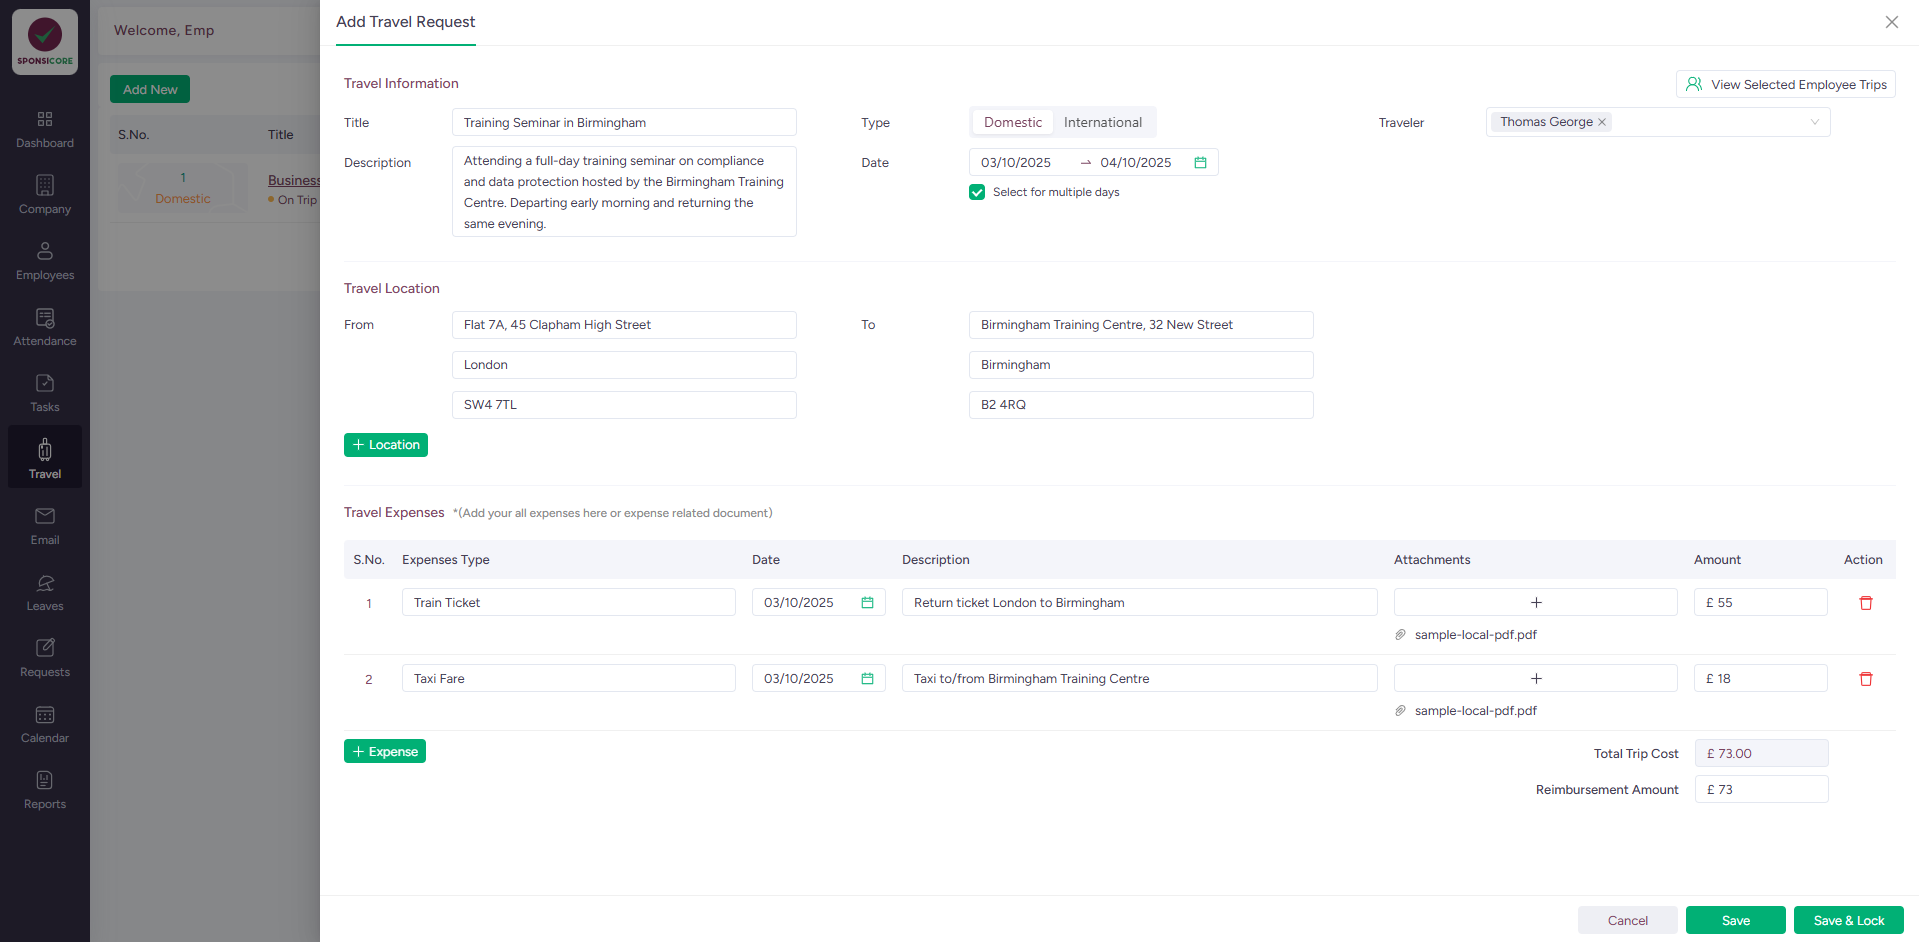 SPONSICORE
Dashboard
Company
Employees
Attendance
Tasks
Travel
Email
Leaves
Requests
Calendar
Reports
Welcome, Emp
Add New
S.No. Title
1 Business
Domestic On Trip
Add Travel Request
Travel Information
View Selected Employee Trips
Title Training Seminar in Birmingham Type Domestic International Traveler Thomas George
Description Attending a full-day training seminar on compliance
and data protection hosted by the Birmingham Training
Centre. Departing early morning and returning the
same evening.
Date 03/10/2025 → 04/10/2025
Select for multiple days
Travel Location
From Flat 7A, 45 Clapham High Street To Birmingham Training Centre, 32 New Street
London Birmingham
SW4 7TL B2 4RQ
+ Location
Travel Expenses *(Add your all expenses here or expense related document)
S.No. Expenses Type Date Description Attachments Amount Action
1 Train Ticket 03/10/2025 Return ticket London to Birmingham + £ 55
sample-local-pdf.pdf
2 Taxi Fare 03/10/2025 Taxi to/from Birmingham Training Centre + £ 18
sample-local-pdf.pdf
+ Expense Total Trip Cost £ 73.00
Reimbursement Amount £ 73
Cancel Save Save & Lock